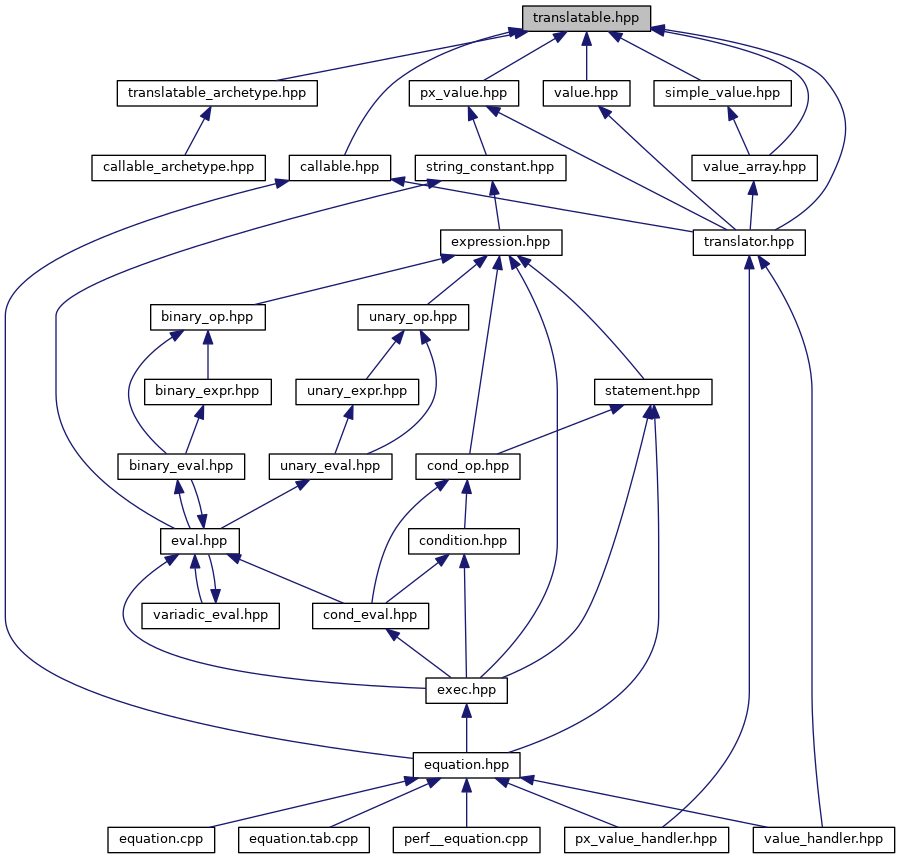 translatable.hpp
translatable_archetype.hpp
px_value.hpp
value.hpp
simple_value.hpp
callable_archetype.hpp
callable.hpp
string_constant.hpp
value_array.hpp
expression.hpp
translator.hpp
binary_op.hpp
unary_op.hpp
binary_expr.hpp
unary_expr.hpp
statement.hpp
binary_eval.hpp
unary_eval.hpp
cond_op.hpp
eval.hpp
condition.hpp
variadic_eval.hpp
cond_eval.hpp
exec.hpp
equation.hpp
equation.cpp
equation.tab.cpp
perf__equation.cpp
px_value_handler.hpp
value_handler.hpp